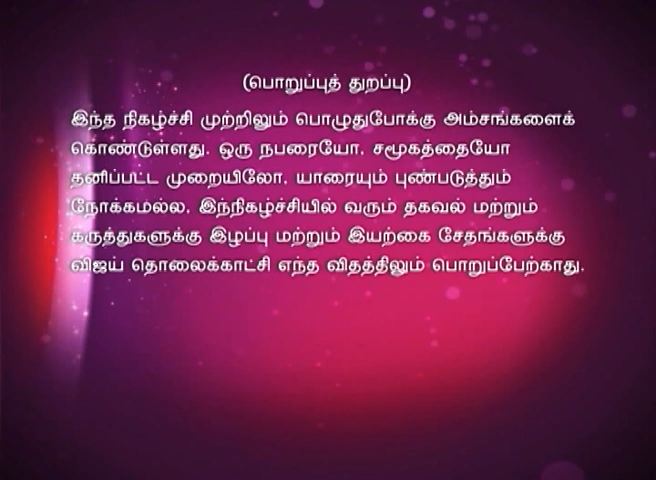 (பொறுப்புத் துறப்பு)
இந்த நிகழ்ச்சி முற்றிலும் பொழுதுபோக்கு அம்சங்களைக்
கொண்டுள்ளது. ஒரு நபரையோ, சமூகத்தையோ
தனிப்பட்ட முறையிலோ, யாரையும் புண்படுத்தும்
நோக்கமல்ல, இந்நிகழ்ச்சியில் வரும் தகவல் மற்றும்
கருத்துகளுக்கு இழப்பு மற்றும் இயற்கை சேதங்களுக்கு
விஜய் தொலைக்காட்சி எந்த விதத்திலும் பொறுப்பேற்காது.